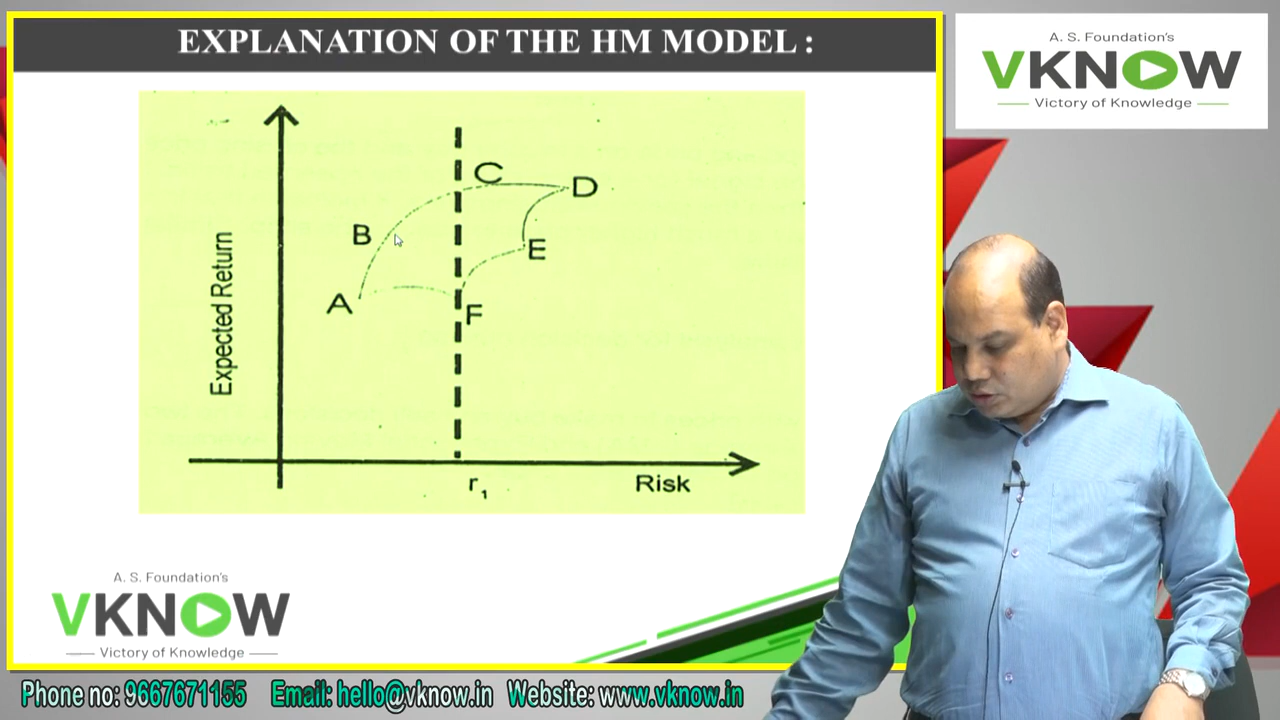 EXPLANATION OF THE HM MODEL :
A. S. Foundation's
VKNOW
Victory of Knowledge
C
D
B
E
A
F
Expected Return
r1
Risk
A. S. Foundation's
VKNOW
Victory of Knowledge
Phone no: 9667671155 Email: hello@vknow.in Website: www.vknow.in